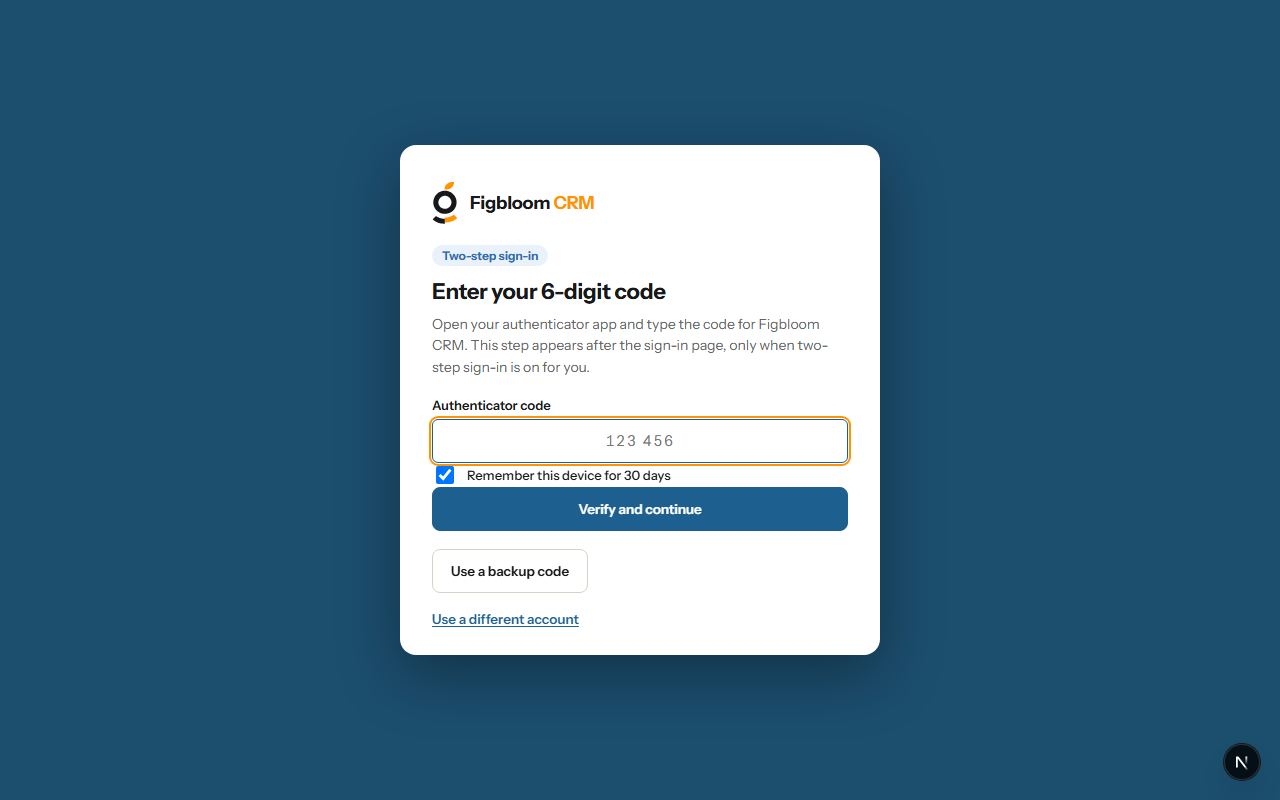 Figbloom CRM
Two-step sign-in
Enter your 6-digit code
Open your authenticator app and type the code for Figbloom
CRM. This step appears after the sign-in page, only when two-
step sign-in is on for you.
Authenticator code
123 456
Remember this device for 30 days
Verify and continue
Use a backup code
Use a different account
N